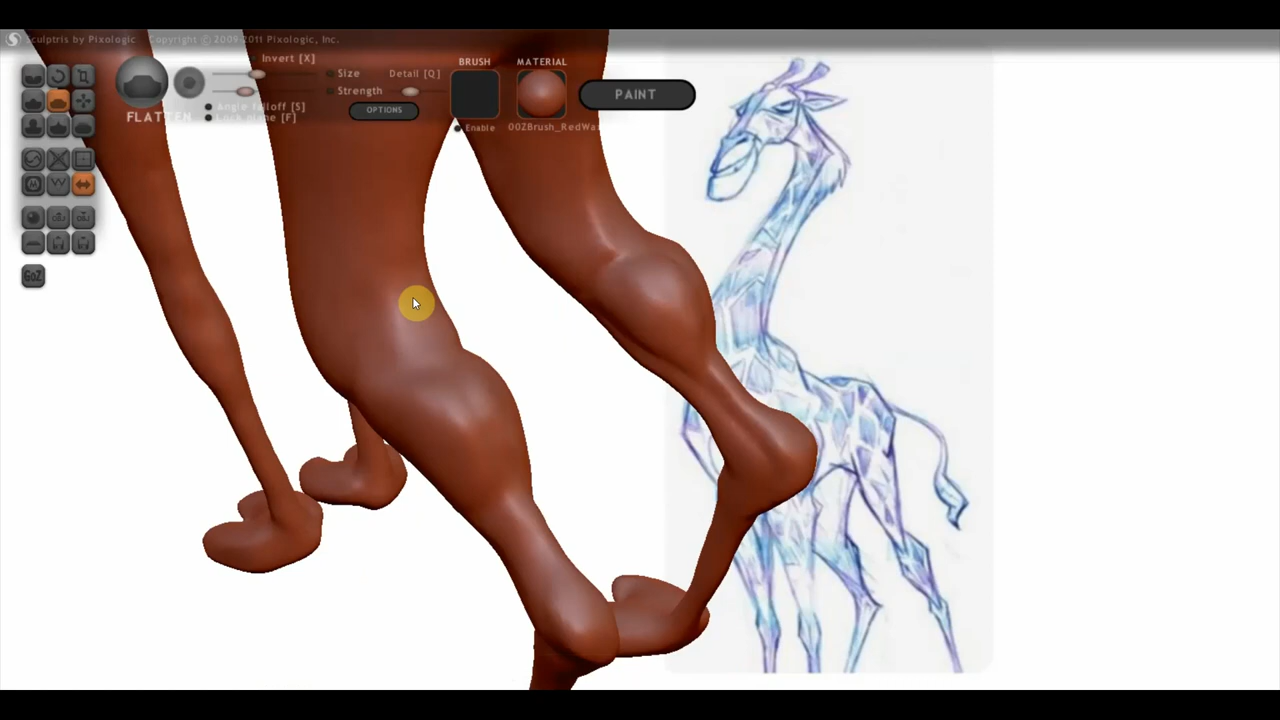 Sculptris by Pixologic Copyright © 2009-2011 Pixologic, Inc.
Invert [X]
BRUSH
MATERIAL
Size
Detail [Q]
Strength
PAINT
Angle falloff [S]
OPTIONS
FLATTEN
Lock plane [F]
Enable
00ZBrush_RedWa
GoZ